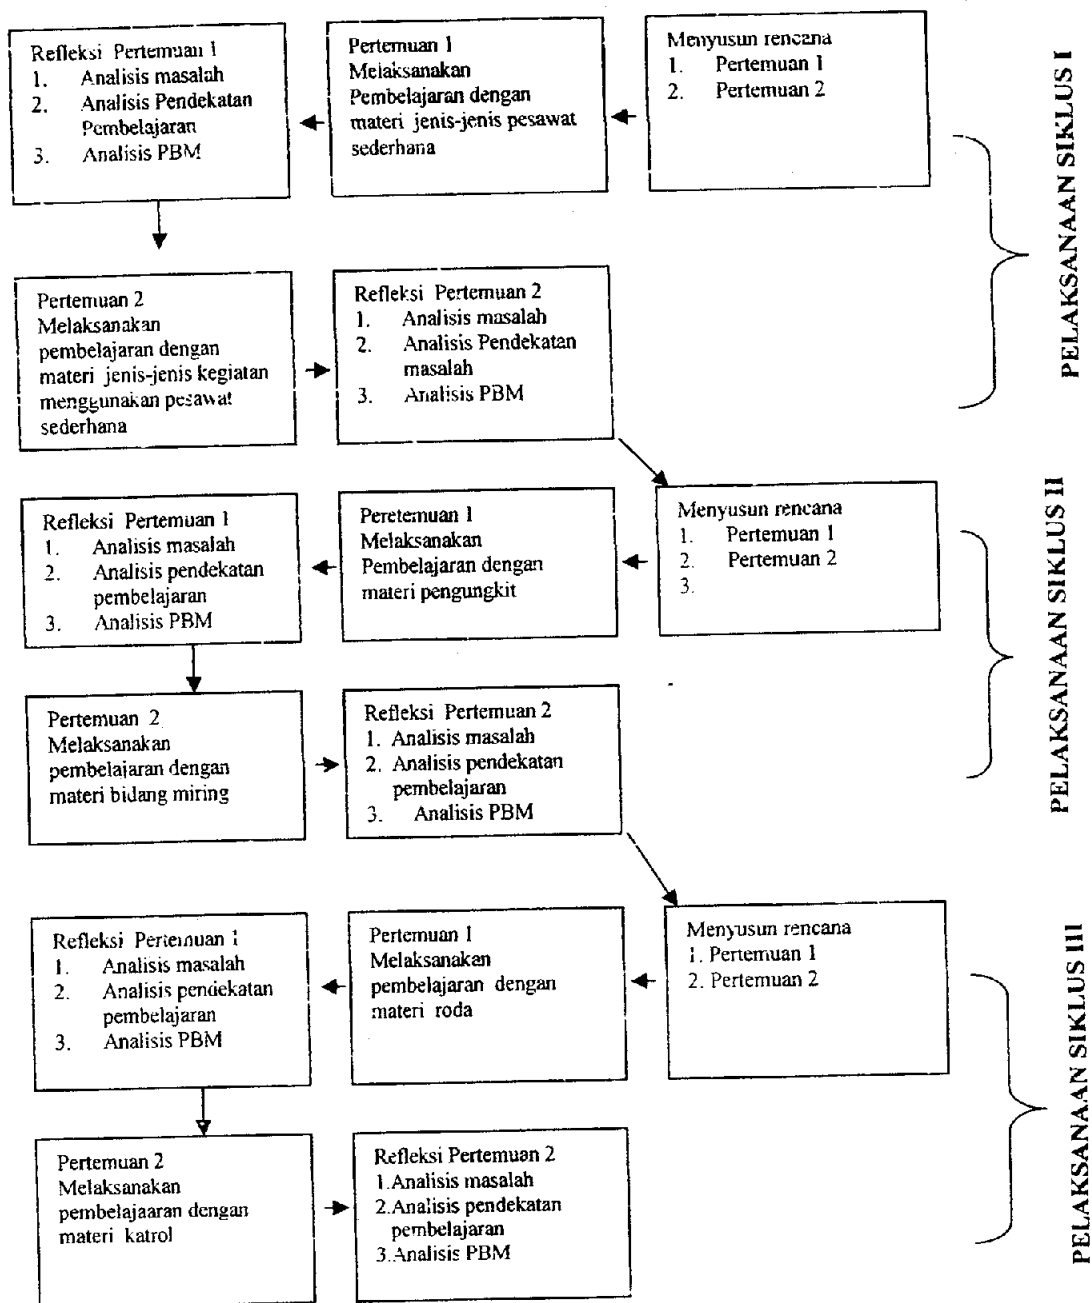 Refleksi Pertemuan 1
1. Analisis masalah
2. Analisis Pendekatan
Pembelajaran
3. Analisis PBM
Pertemuan 1
Melaksanakan
Pembelajaran dengan
materi jenis-jenis pesawat
sederhana
Menyusun rencana
1. Pertemuan 1
2. Pertemuan 2
PELAKSANAAN SIKLUS I
Pertemuan 2
Melaksanakan
pembelajaran dengan
materi jenis-jenis kegiatan
menggunakan pesawat
sederhana
Refleksi Pertemuan 2
1. Analisis masalah
2. Analisis Pendekatan
masalah
3. Analisis PBM
Refleksi Pertemuan 1
1. Analisis masalah
2. Analisis pendekatan
pembelajaran
3. Analisis PBM
Peretemuan 1
Melaksanakan
Pembelajaran dengan
materi pengungkit
Menyusun rencana
1. Pertemuan 1
2. Pertemuan 2
3.
PELAKSANAAN SIKLUS II
Pertemuan 2
Melaksanakan
pembelajaran dengan
materi bidang miring
Refleksi Pertemuan 2
1. Analisis masalah
2. Analisis pendekatan
pembelajaran
3. Analisis PBM
Refleksi Pertemuan 1
1. Analisis masalah
2. Analisis pendekatan
pembelajaran
3. Analisis PBM
Pertemuan 1
Melaksanakan
pembelajaran dengan
materi roda
Menyusun rencana
1. Pertemuan 1
2. Pertemuan 2
PELAKSANAAN SIKLUS III
Pertemuan 2
Melaksanakan
pembelajaaran dengan
materi katrol
Refleksi Pertemuan 2
1.Analisis masalah
2.Analisis pendekatan
pembelajaran
3.Analisis PBM